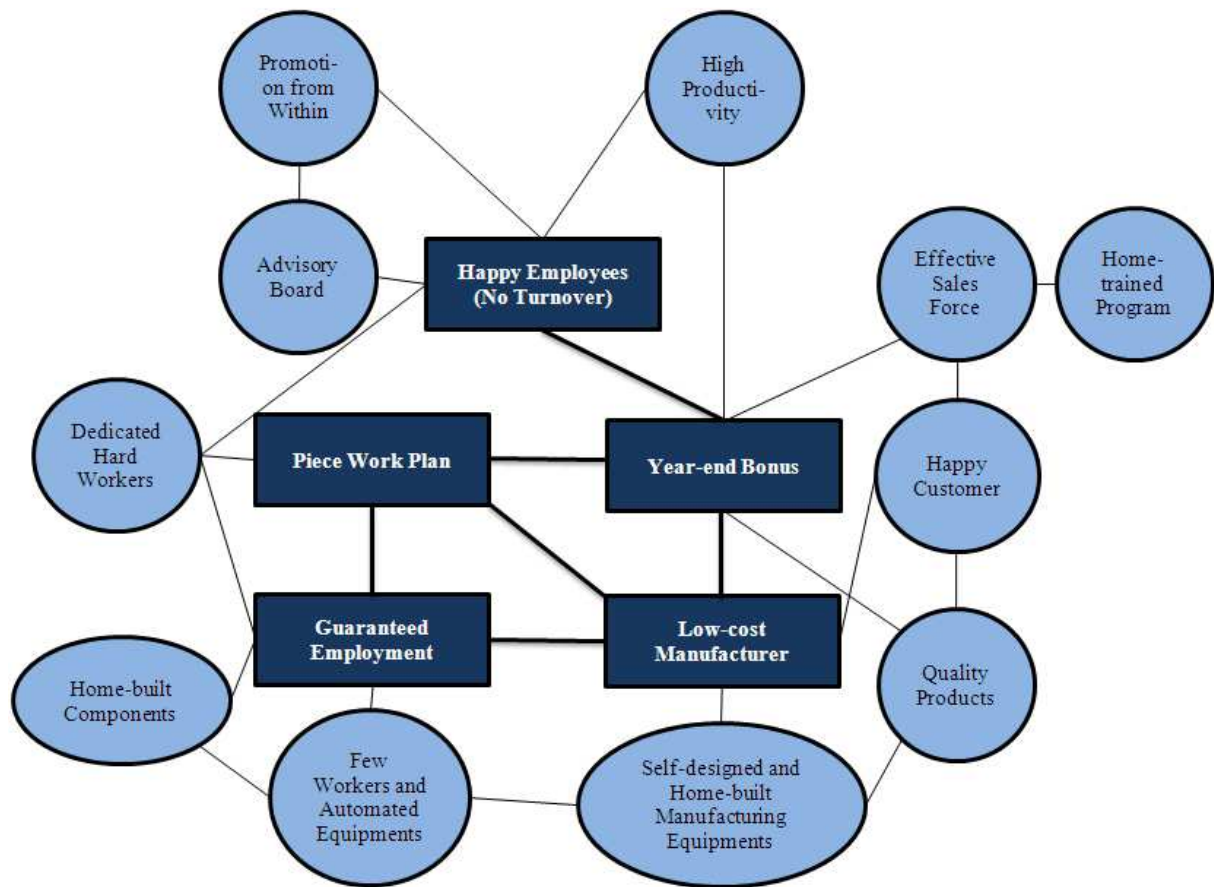 Promoti-
on from
Within
High
Producti-
vity
Advisory
Board
Happy Employees
(No Turnover)
Effective
Sales
Force
Home-
trained
Program
Dedicated
Hard
Workers
Piece Work Plan
Year-end Bonus
Happy
Customer
Guaranteed
Employment
Low-cost
Manufacturer
Quality
Products
Home-built
Components
Few
Workers and
Automated
Equipments
Self-designed and
Home-built
Manufacturing
Equipments